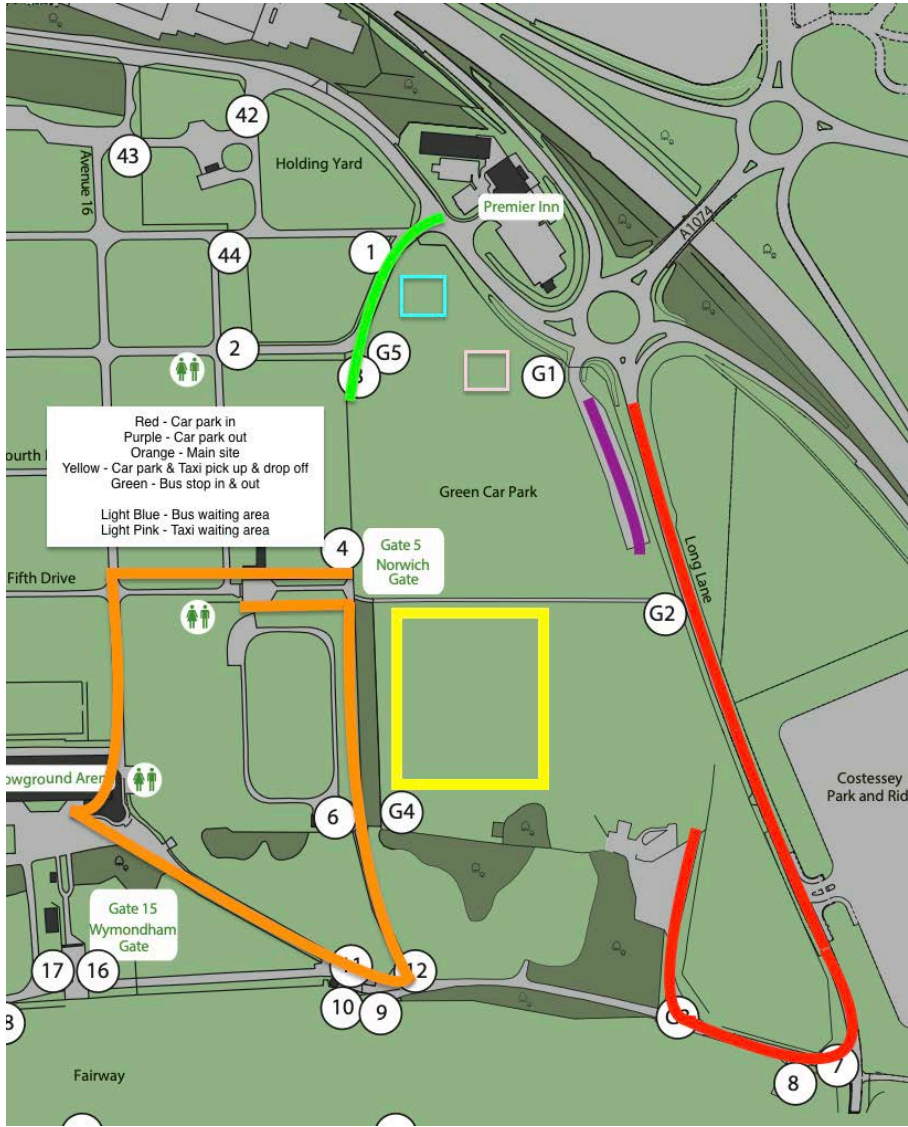 42
43
Avenue 16
Holding Yard
Premier Inn
A1074
1
44
2
G5
G1
Red - Car park in
Purple - Car park out
Orange - Main site
Yellow - Car park & Taxi pick up & drop off
Green - Bus stop in & out
Light Blue - Bus waiting area
Light Pink - Taxi waiting area
Green Car Park
4
Gate 5
Norwich
Gate
Fifth Drive
Long Lane
G2
Costessey
Park and Rid
6
G4
Gate 15
Wymondham
Gate
17
16
11
12
10
9
G3
7
8
Fairway